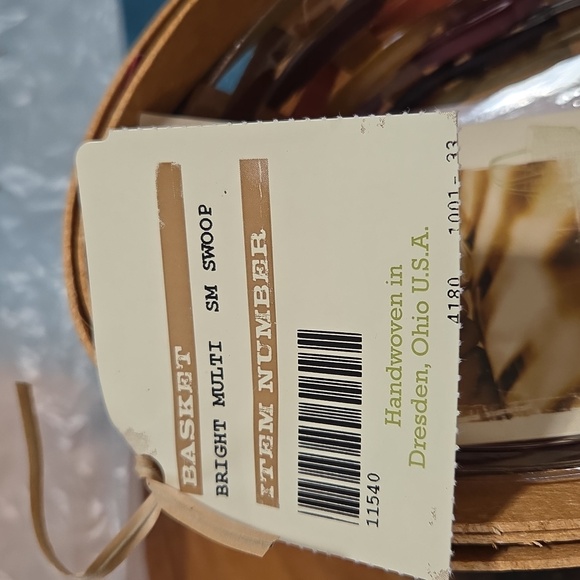 BASKET
BRIGHT MULTI SM SWOOP
ITEM NUMBER
11540
Handwoven in
Dresden, Ohio U.S.A.
4180 1001- 33